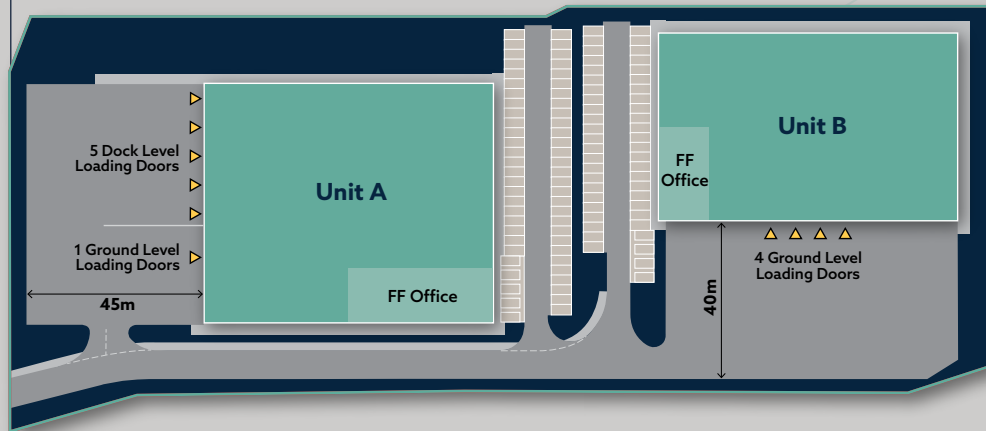 5 Dock Level
Loading Doors
Unit A
1 Ground Level
Loading Doors
45m
FF Office
Unit B
FF
Office
4 Ground Level
Loading Doors
40m